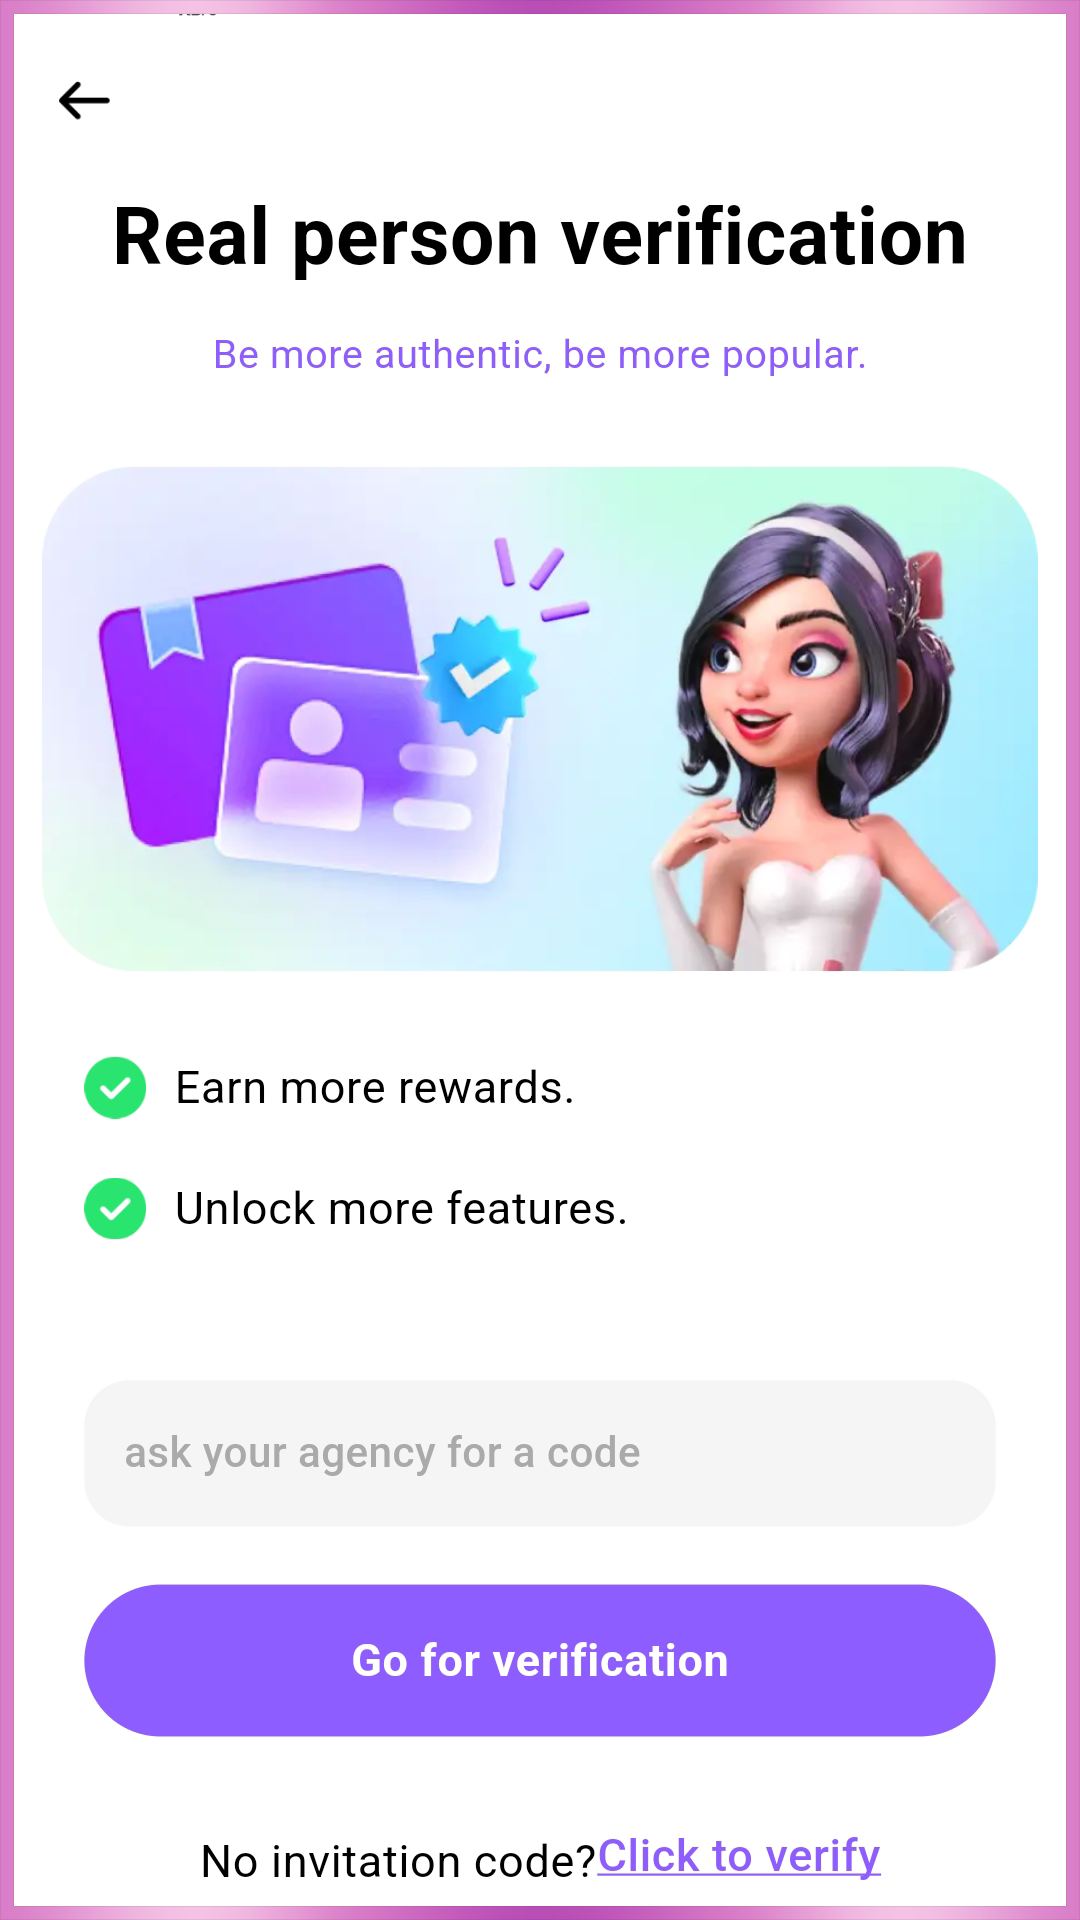 Real person verification
Be more authentic, be more popular.
Earn more rewards.
Unlock more features.
ask your agency for a code
Go for verification
No invitation code?Click to verify